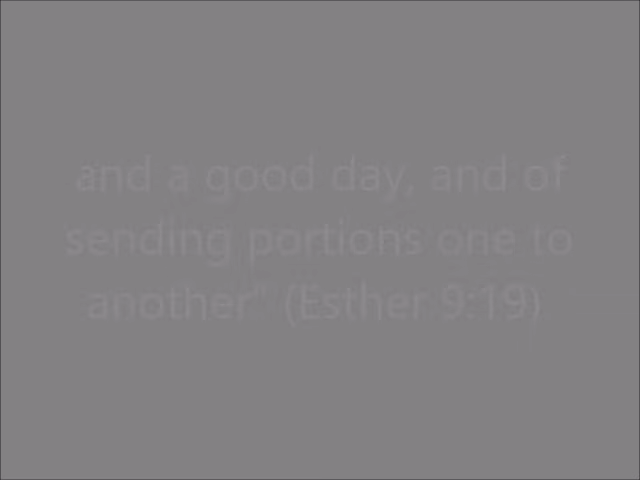 and a good day, and of
sending portions one to
another" (Esther 9:19)